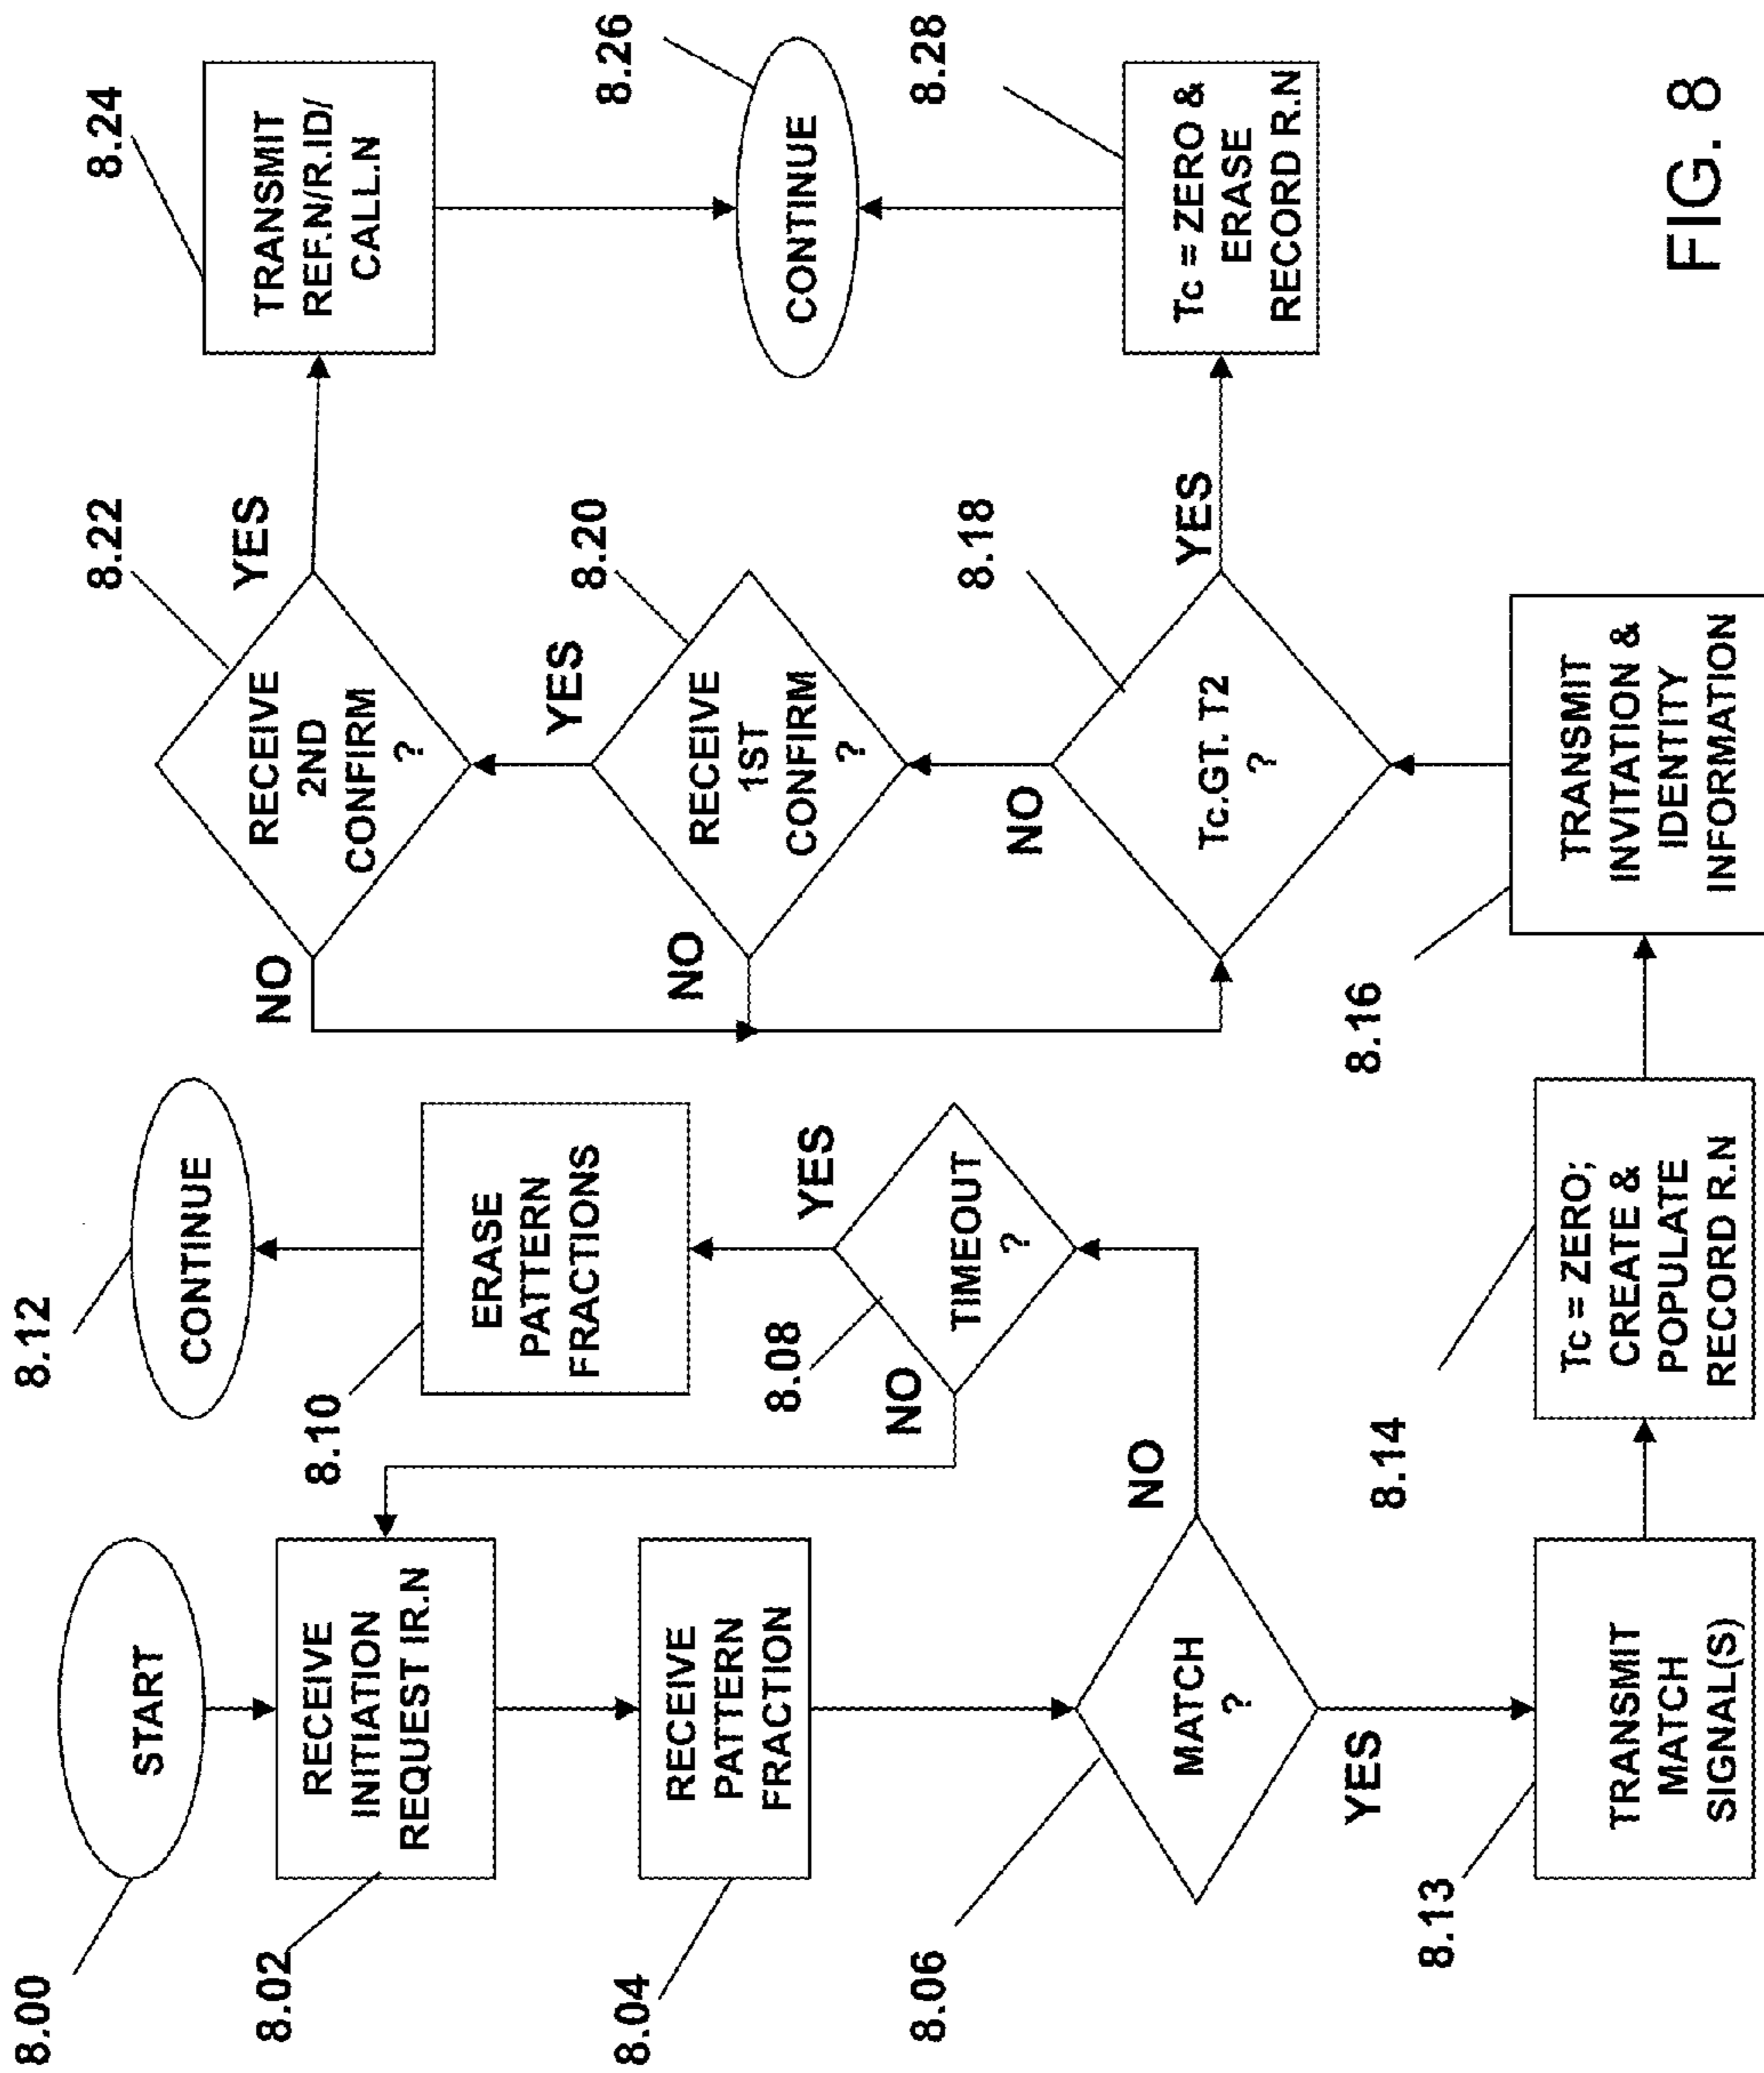 8.00
START
8.02
RECEIVE
INITIATION
REQUEST IR.N
8.04
RECEIVE
PATTERN
FRACTION
8.06
MATCH
?
NO
YES
8.08
TIMEOUT
?
NO
YES
8.10
ERASE
PATTERN
FRACTIONS
8.12
CONTINUE
8.13
TRANSMIT
MATCH
SIGNAL(S)
8.14
Tc = ZERO;
CREATE &
POPULATE
RECORD R.N
8.16
TRANSMIT
INVITATION &
IDENTITY
INFORMATION
8.18
Tc.GT. T2
?
NO
YES
8.20
RECEIVE
1ST
CONFIRM
?
NO
YES
8.22
RECEIVE
2ND
CONFIRM
?
NO
YES
8.24
TRANSMIT
REF.N/R.ID/
CALL.N
8.26
CONTINUE
8.28
Tc = ZERO &
ERASE
RECORD R.N
FIG. 8